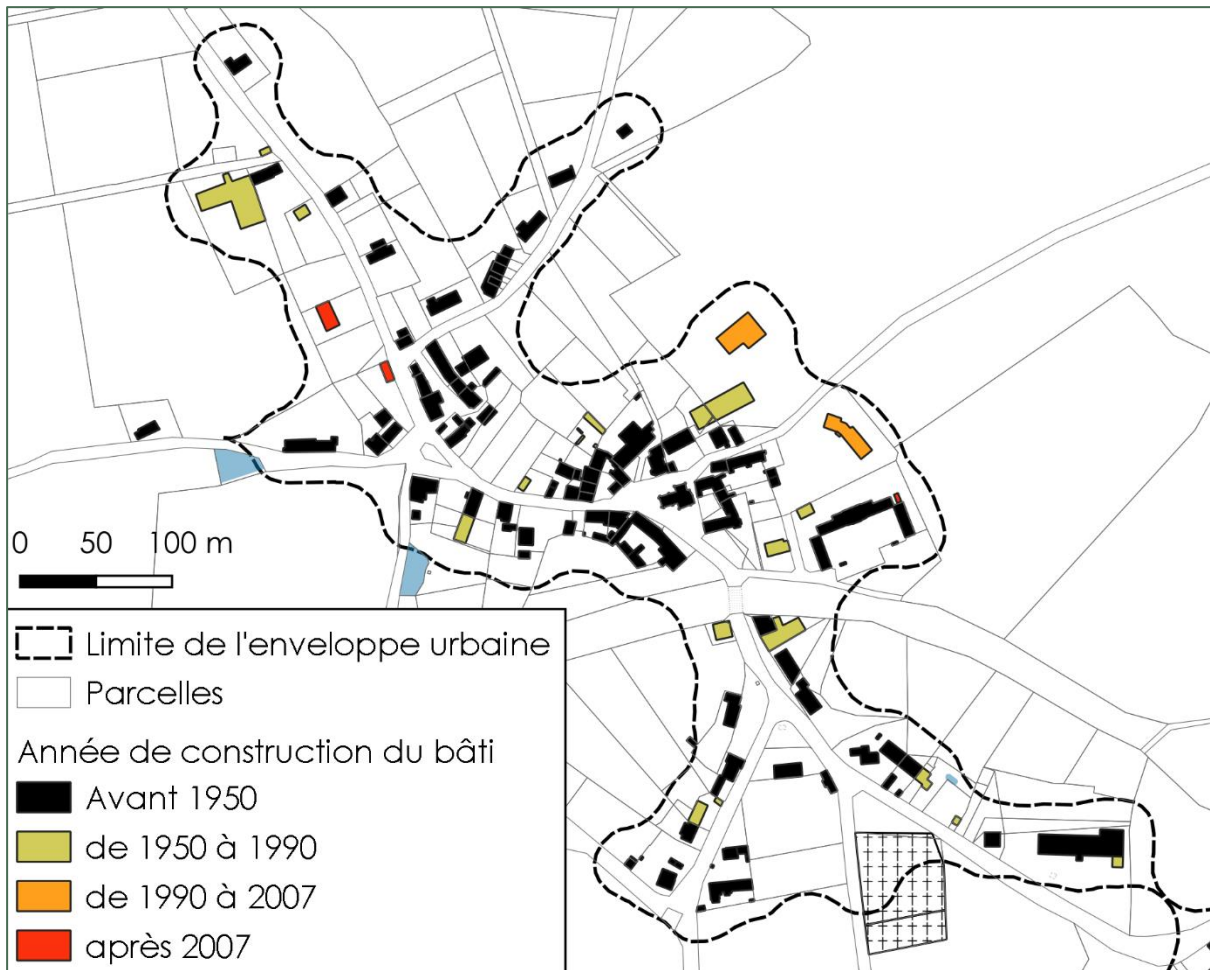 0 50 100 m
Limite de l'enveloppe urbaine
Parcelles
Année de construction du bâti
Avant 1950
de 1950 à 1990
de 1990 à 2007
après 2007